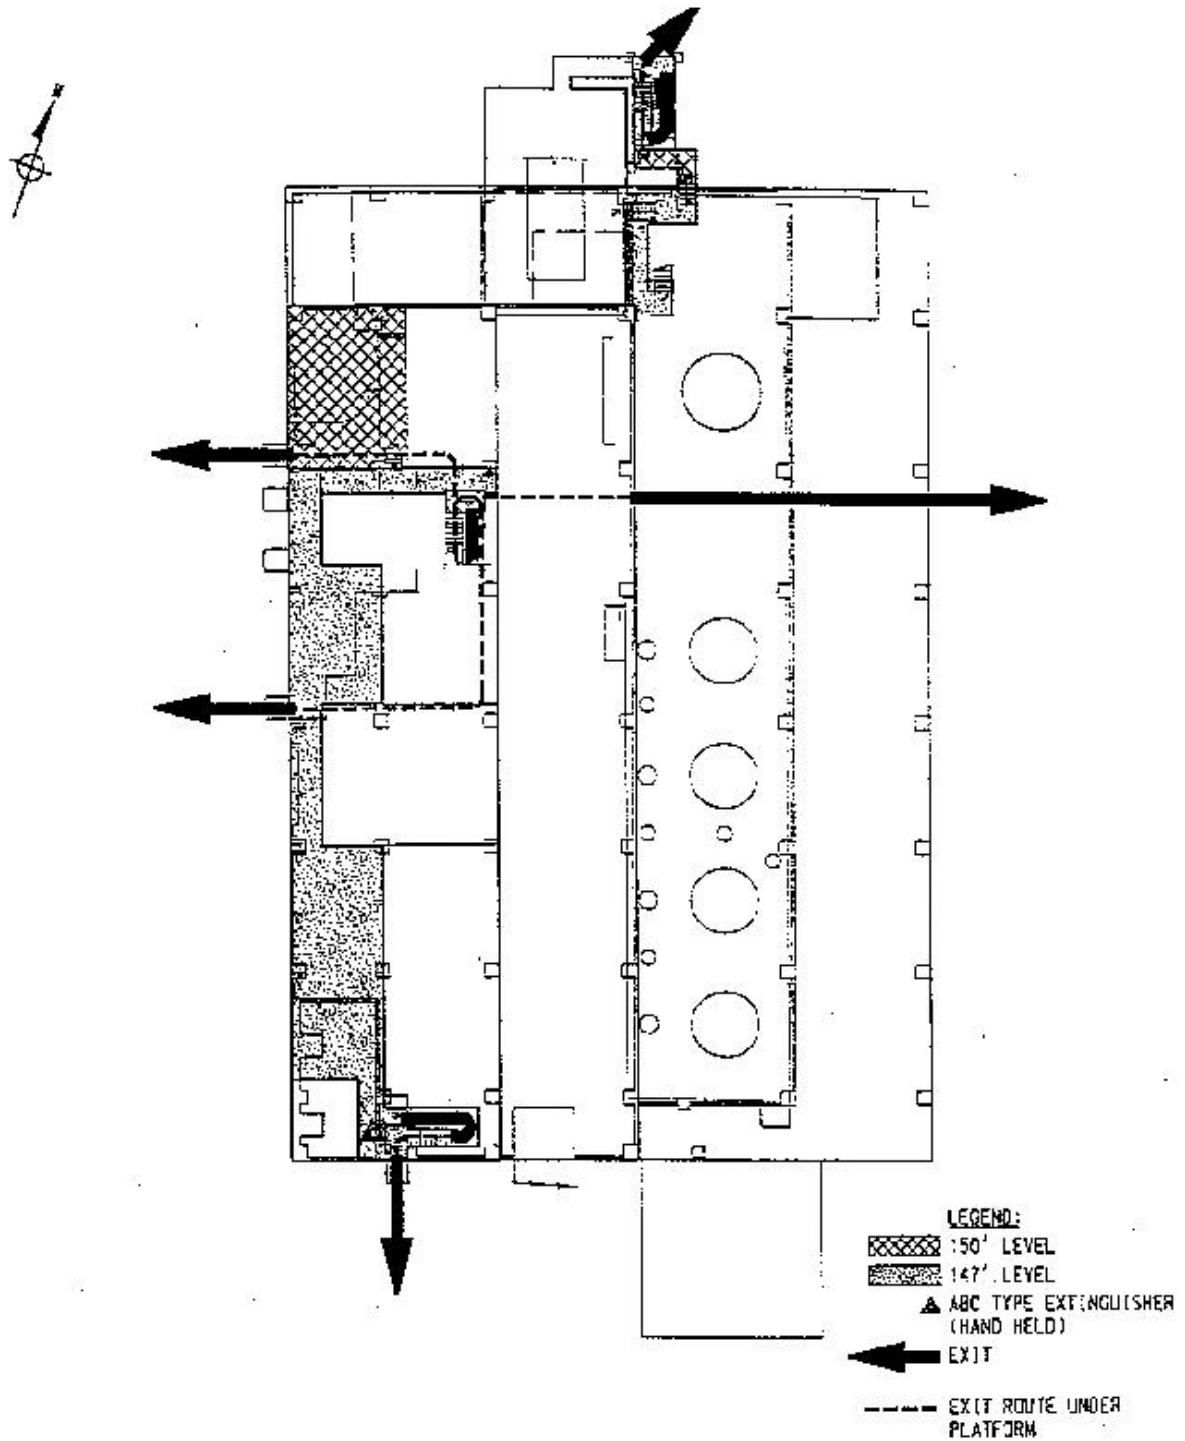 N
LEGEND:
150' LEVEL
147' LEVEL
ABC TYPE EXTINGUISHER
(HAND HELD)
EXIT
EXIT ROUTE UNDER
PLATFORM